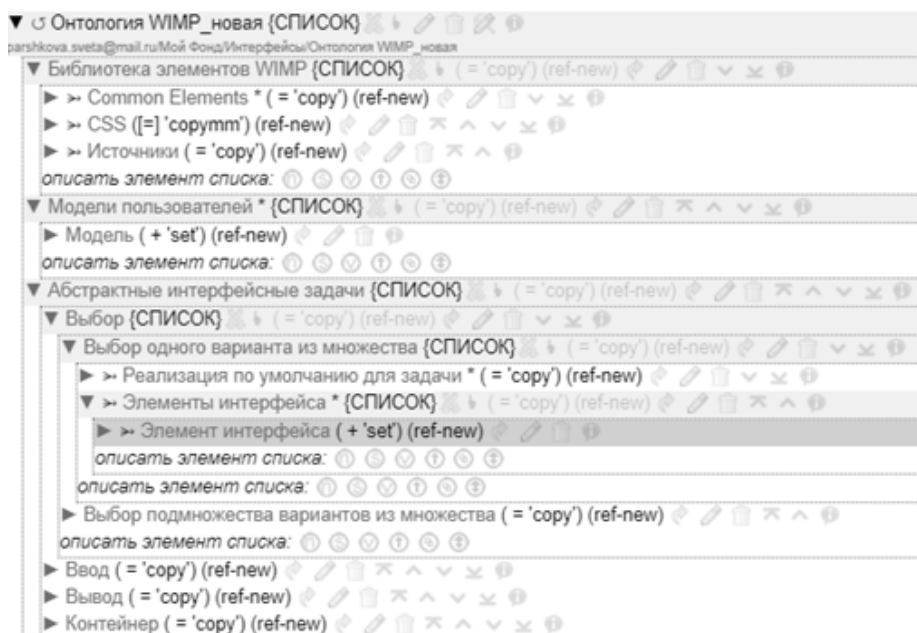 Онтология WIMP_новая {СПИСОК}
parshkova.sveta@mail.ru/Мой Фонд/Интерфейсы/Онтология WIMP_новая
Библиотека элементов WIMP {СПИСОК} ( = 'copy') (ref-new)
Common Elements * ( = 'copy') (ref-new)
CSS ([=] 'copymm') (ref-new)
Источники ( = 'copy') (ref-new)
описать элемент списка:
Модели пользователей * {СПИСОК} ( = 'copy') (ref-new)
Модель ( + 'set') (ref-new)
описать элемент списка:
Абстрактные интерфейсные задачи {СПИСОК} ( = 'copy') (ref-new)
Выбор {СПИСОК} ( = 'copy') (ref-new)
Выбор одного варианта из множества {СПИСОК} ( = 'copy') (ref-new)
Реализация по умолчанию для задачи * ( = 'copy') (ref-new)
Элементы интерфейса * {СПИСОК} ( = 'copy') (ref-new)
Элемент интерфейса ( + 'set') (ref-new)
описать элемент списка:
описать элемент списка:
Выбор подмножества вариантов из множества ( = 'copy') (ref-new)
описать элемент списка:
Ввод ( = 'copy') (ref-new)
Вывод ( = 'copy') (ref-new)
Контейнер ( = 'copy') (ref-new)